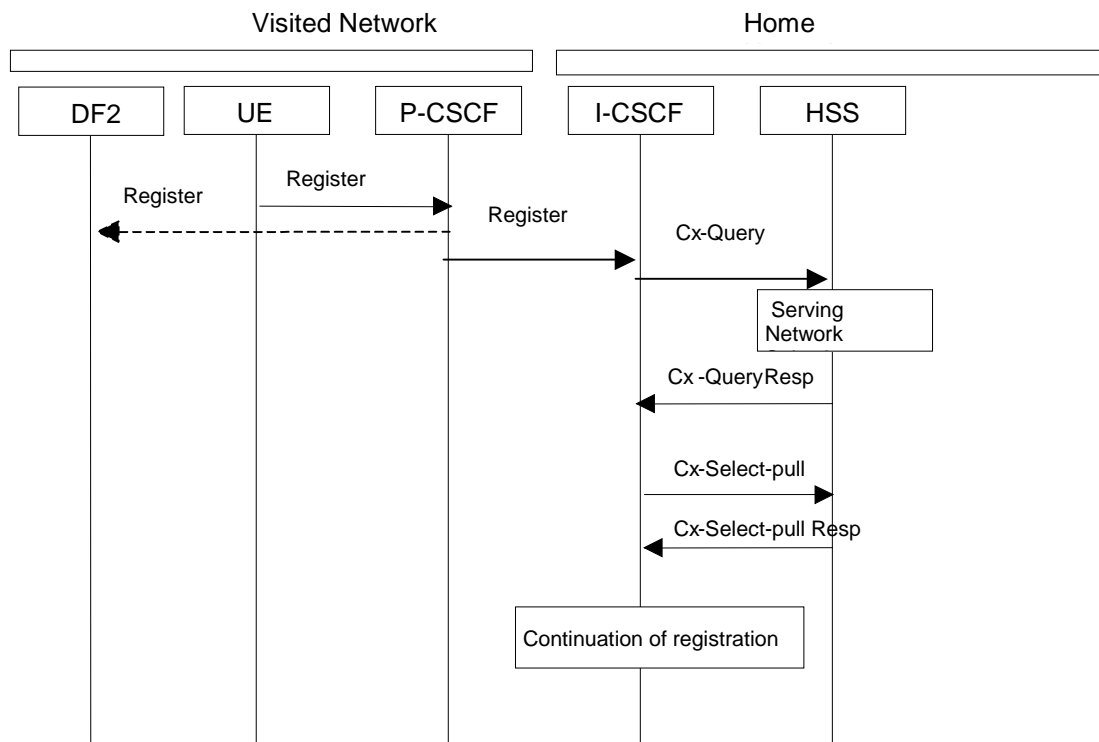 Visited Network
Home
DF2
UE
P-CSCF
I-CSCF
HSS
Register
Register
Register
Cx-Query
Serving
Network
Cx -QueryResp
Cx-Select-pull
Cx-Select-pull Resp
Continuation of registration